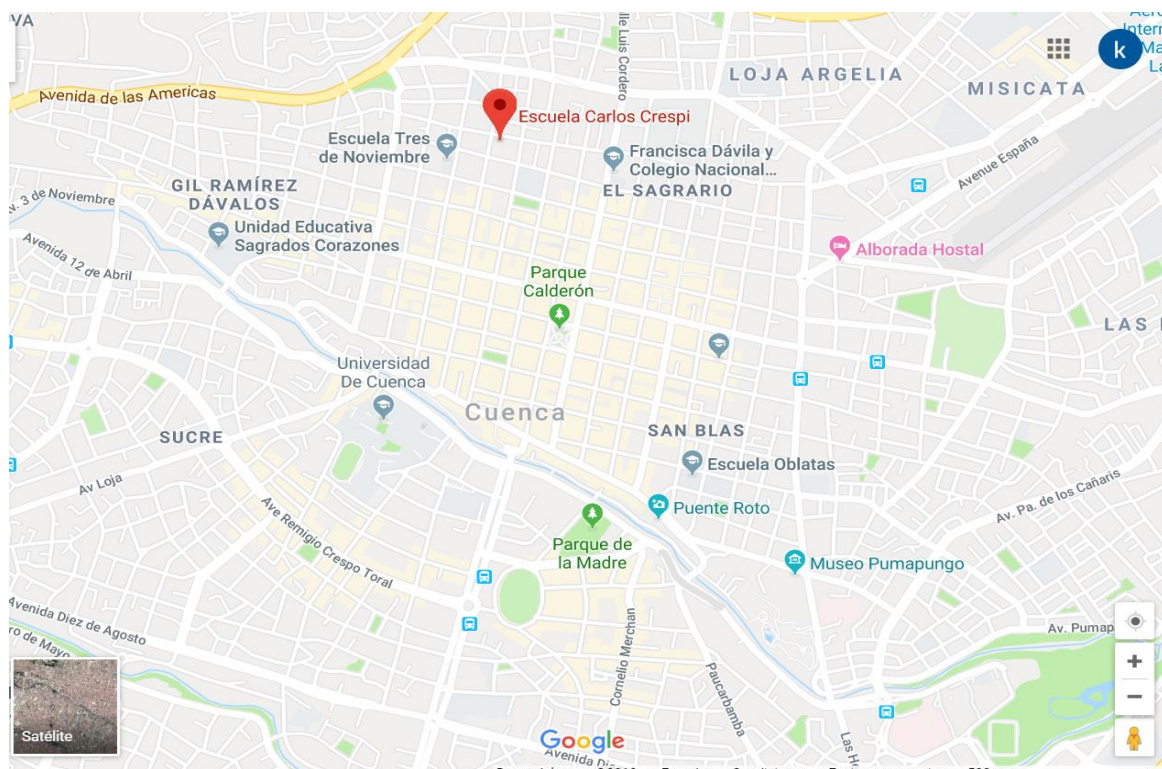 VA
Avenida de las Americas
Calle Luis Cordero
LOJA ARGELIA
MISICATA
k
Escuela Carlos Crespi
Escuela Tres
de Noviembre
Francisca Dávila y
Colegio Nacional...
EL SAGRARIO
Avenue España
GIL RAMÍREZ
DÁVALOS
v. 3 de Noviembre
Unidad Educativa
Sagrados Corazones
Avenida 12 de Abril
Alborada Hostal
Parque
Calderón
LAS
Universidad
De Cuenca
Cuenca
SUCRE
SAN BLAS
Escuela Oblatas
Av Loja
Puente Roto
Av. Pa. de los Cañaris
Ave Remigio Crespo Toral
Parque de
la Madre
Museo Pumapungo
Avenida Diez de Agosto
ro de Mayo
Av. Pumap
Cornelio Merchan
Paucarbamba
Satélite
Google
Las